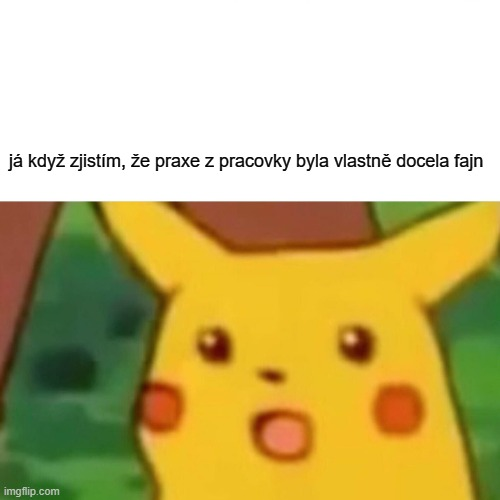 já když zjistím, že praxe z pracovky byla vlastně docela fajn
imgflip.com